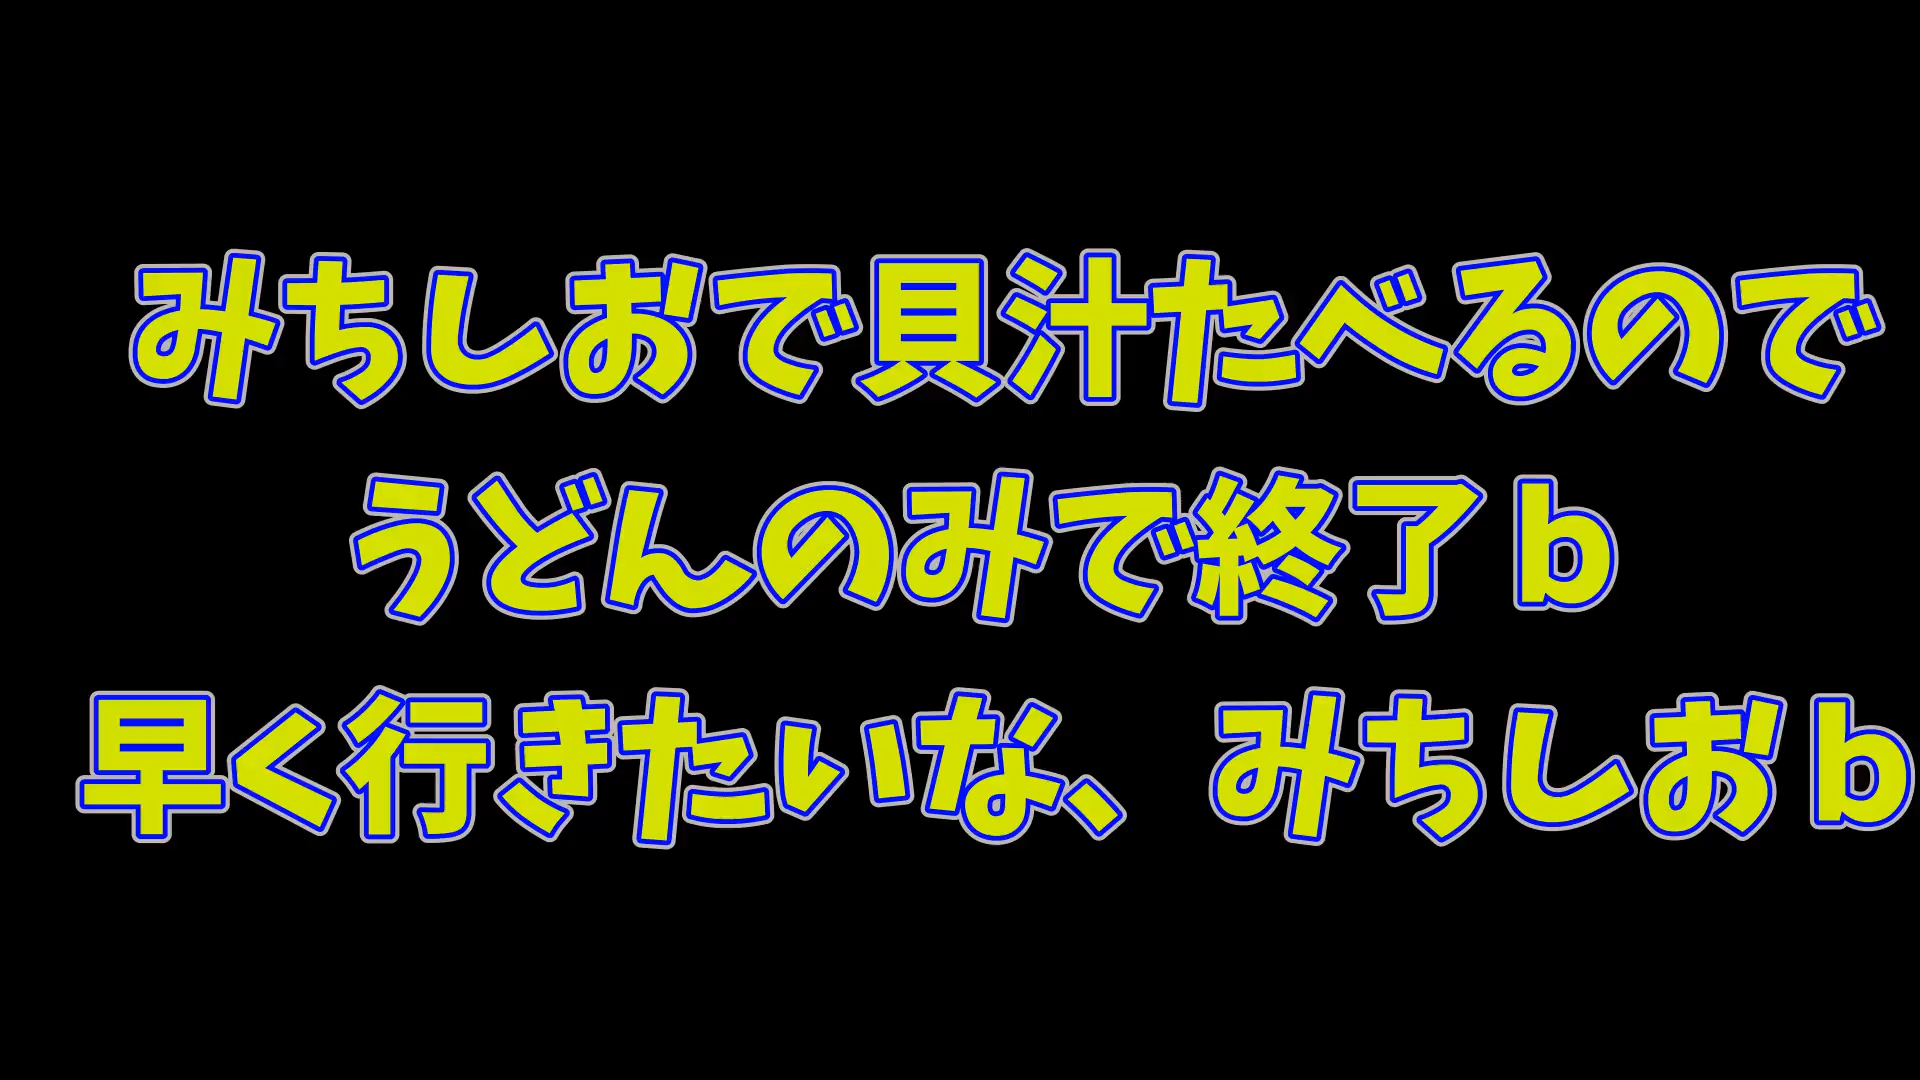 みちしおで貝汁たべるので
うどんのみで終了ｂ
早く行きたいな、みちしおｂ